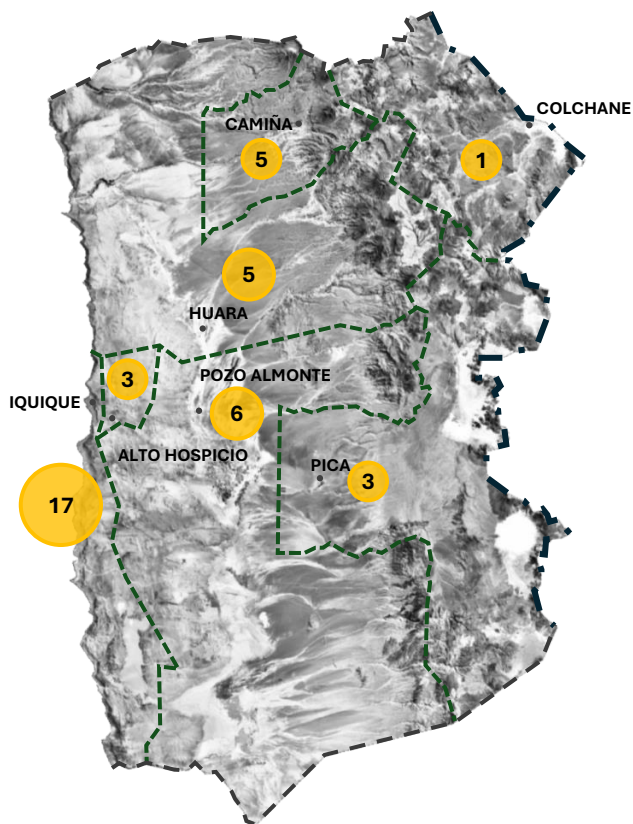 COLCHANE
CAMIÑA
5
1
5
HUARA
3
POZO ALMONTE
IQUIQUE
6
ALTO HOSPICIO
PICA
3
17